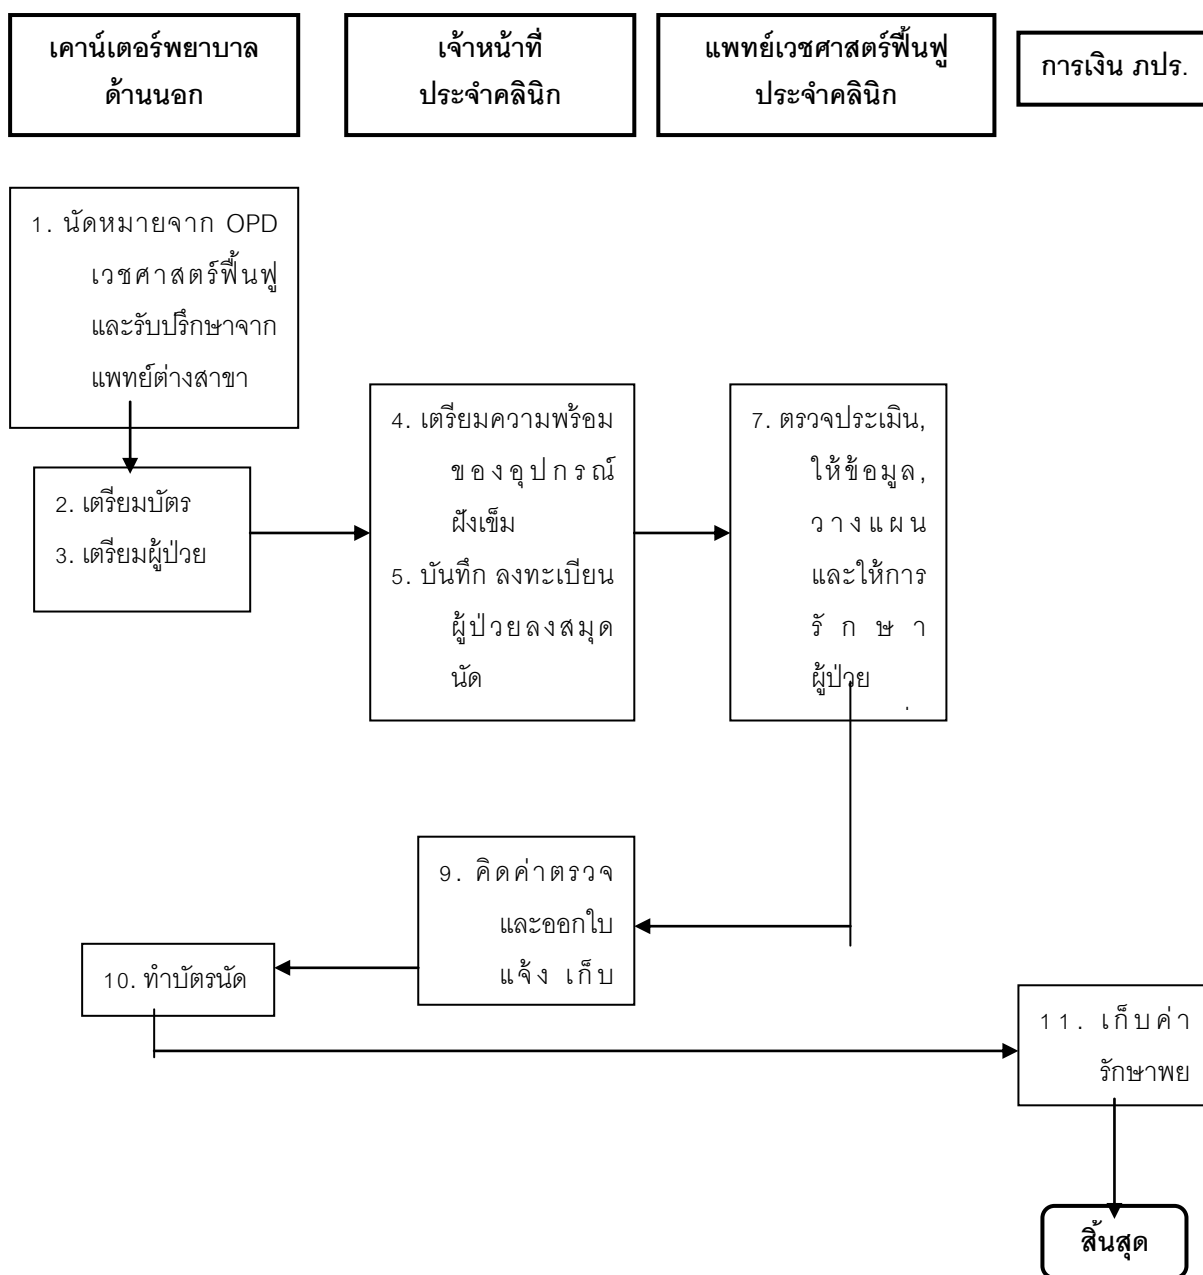 เคาน์เตอร์พยาบาล
ด้านนอก
เจ้าหน้าที่
ประจำคลินิก
แพทย์เวชศาสตร์ฟื้นฟู
ประจำคลินิก
การเงิน ภปร.
1. นัดหมายจาก OPD
เวชศาสตร์ฟื้นฟู
และรับปรึกษาจาก
แพทย์ต่างสาขา
2. เตรียมบัตร
3. เตรียมผู้ป่วย
4. เตรียมความพร้อม
ของอุปกรณ์
ฝังเข็ม
5. บันทึก ลงทะเบียน
ผู้ป่วยลงสมุด
นัด
7. ตรวจประเมิน,
ให้ข้อมูล,
วางแผน
และให้การ
รักษา
ผู้ป่วย
9. คิดค่าตรวจ
และออกใบ
แจ้ง เก็บ
10. ทำบัตรนัด
11. เก็บค่า
รักษาพย
สิ้นสุด